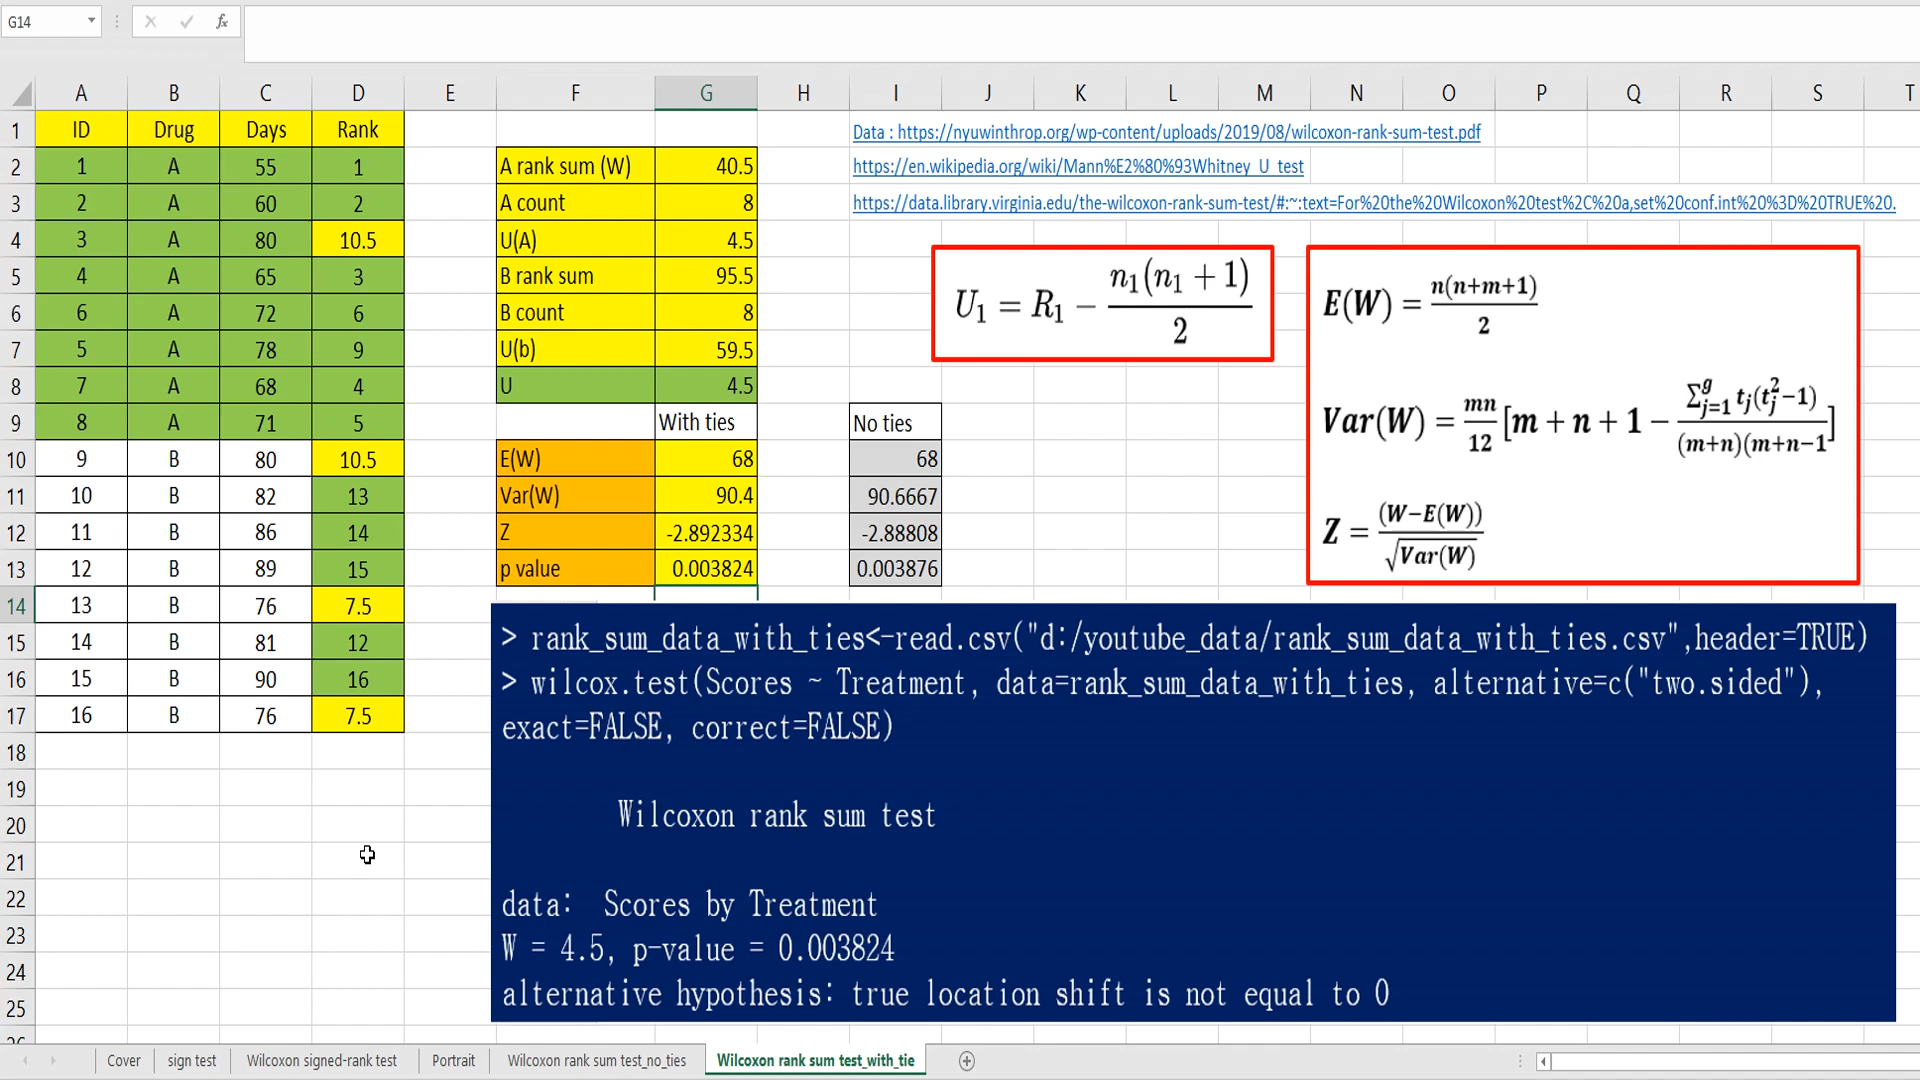 G14
fx
A B C D E F G H I J K L M N O P Q R S T
1 ID Drug Days Rank Data : https://nyuwinthrop.org/wp-content/uploads/2019/08/wilcoxon-rank-sum-test.pdf
2 1 A 55 1 A rank sum (W) 40.5 https://en.wikipedia.org/wiki/Mann%E2%80%93Whitney_U_test
3 2 A 60 2 A count 8 https://data.library.virginia.edu/the-wilcoxon-rank-sum-test/#:~:text=For%20the%20Wilcoxon%20test%2C%20a,set%20conf.int%20%3D%20TRUE%20.
4 3 A 80 10.5 U(A) 4.5
5 4 A 65 3 B rank sum 95.5
6 6 A 72 6 B count 8
7 5 A 78 9 U(b) 59.5
8 7 A 68 4 U 4.5
9 8 A 71 5 With ties No ties
10 9 B 80 10.5 E(W) 68 68
11 10 B 82 13 Var(W) 90.4 90.6667
12 11 B 86 14 Z -2.892334 -2.88808
13 12 B 89 15 p value 0.003824 0.003876
14 13 B 76 7.5
15 14 B 81 12
16 15 B 90 16
17 16 B 76 7.5
18
19
20
21
22
23
24
25
26
U₁ = R₁ − n₁(n₁ + 1) / 2
E(W) = n(n+m+1) / 2
Var(W) = mn/12 [m + n + 1 − ∑ᵍⱼ₌₁ tⱼ(tⱼ²−1) / (m+n)(m+n−1]
Z = (W−E(W)) / √Var(W)
> rank_sum_data_with_ties<-read.csv("d:/youtube_data/rank_sum_data_with_ties.csv",header=TRUE)
> wilcox.test(Scores ~ Treatment, data=rank_sum_data_with_ties, alternative=c("two.sided"),
exact=FALSE, correct=FALSE)
Wilcoxon rank sum test
data: Scores by Treatment
W = 4.5, p-value = 0.003824
alternative hypothesis: true location shift is not equal to 0
Cover sign test Wilcoxon signed-rank test Portrait Wilcoxon rank sum test_no_ties Wilcoxon rank sum test_with_tie